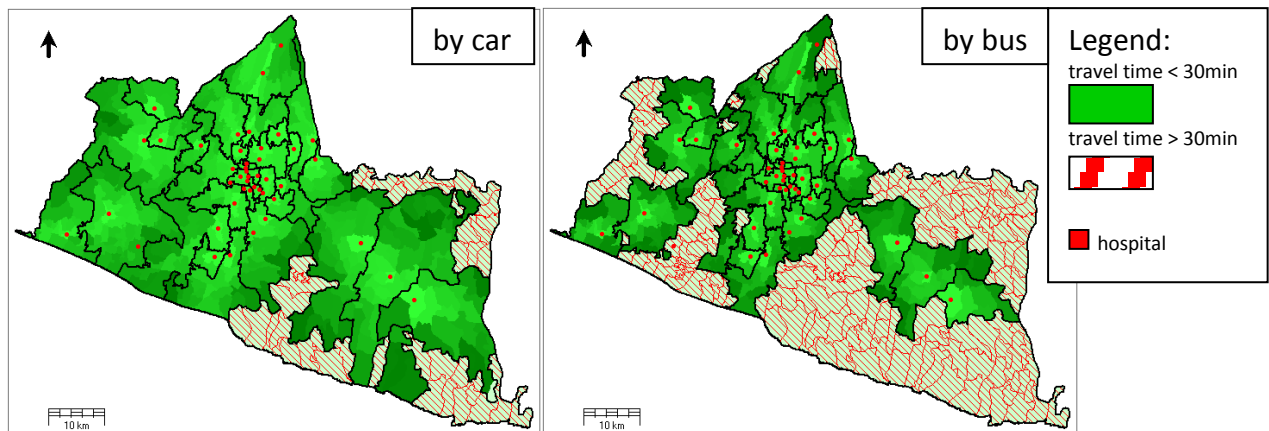 by car
by bus
Legend:
travel time < 30min
travel time > 30min
hospital
10 km
10 km